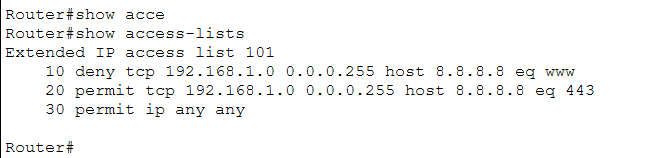 Router#show acce
Router#show access-lists
Extended IP access list 101
    10 deny tcp 192.168.1.0 0.0.0.255 host 8.8.8.8 eq www
    20 permit tcp 192.168.1.0 0.0.0.255 host 8.8.8.8 eq 443
    30 permit ip any any
Router#